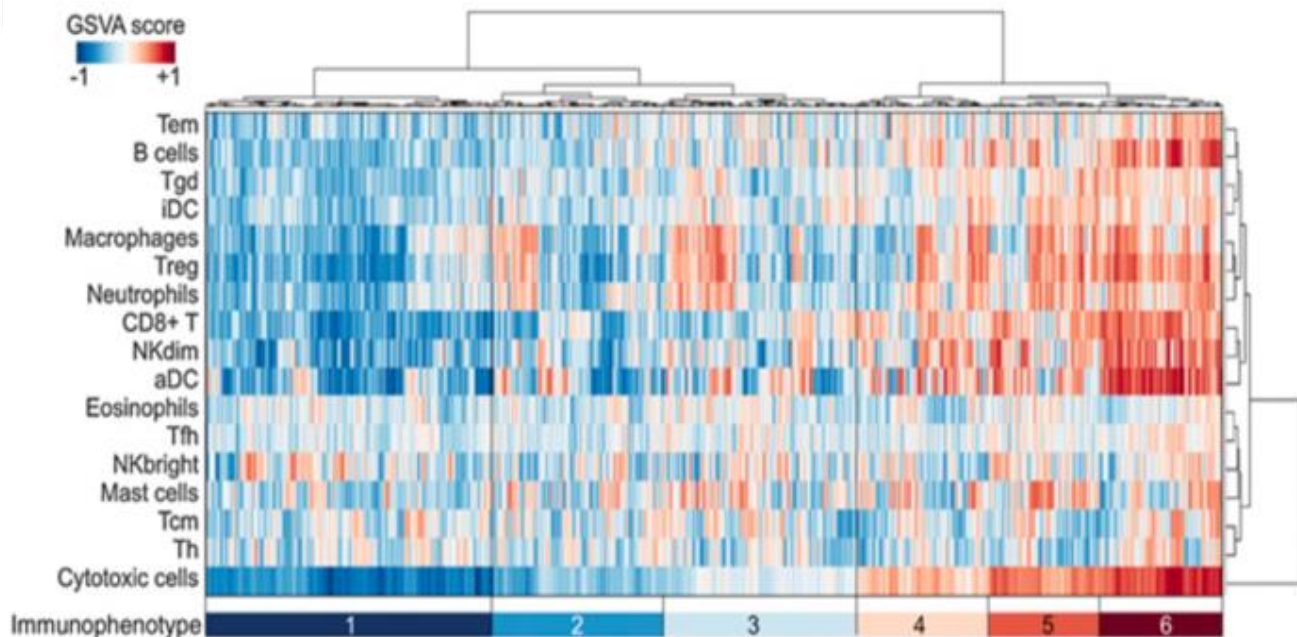 GSVA score
-1 +1
Tem
B cells
Tgd
iDC
Macrophages
Treg
Neutrophils
CD8+ T
NKdim
aDC
Eosinophils
Tfh
NKbright
Mast cells
Tcm
Th
Cytotoxic cells
Immunophenotype 1 2 3 4 5 6